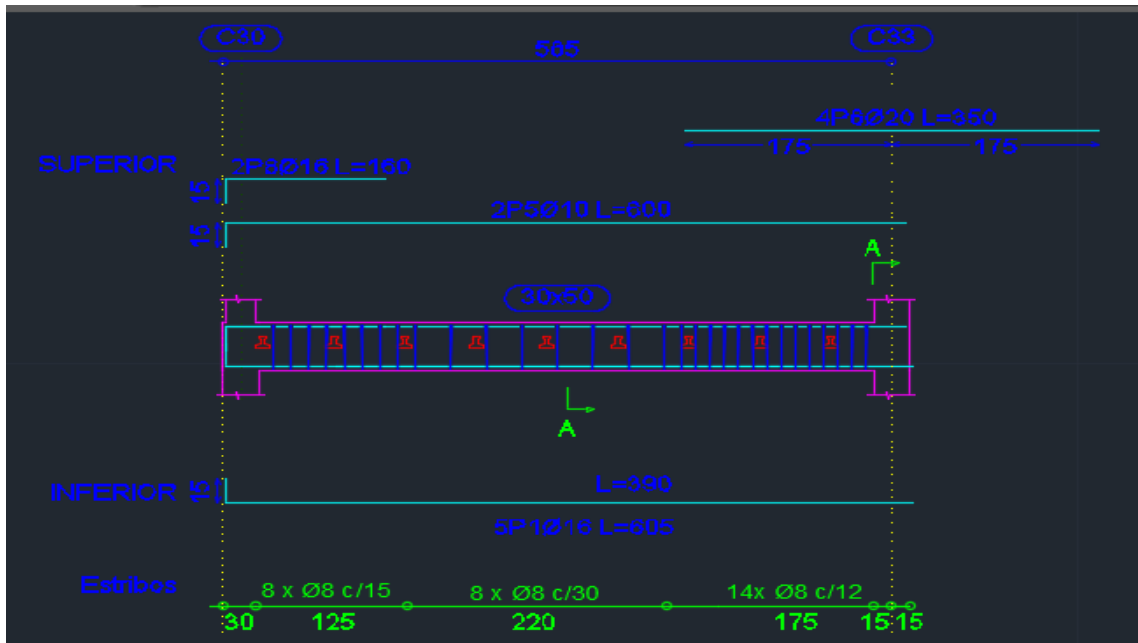 C30
C33
565
4P6Ø20 L=350
175
175
SUPERIOR
2P8Ø16 L=160
15
2P5Ø10 L=600
15
A
30x50
A
INFERIOR
15
L=390
5P1Ø16 L=605
Estribos
8 x Ø8 c/15
8 x Ø8 c/30
14x Ø8 c/12
30
125
220
175
15
15